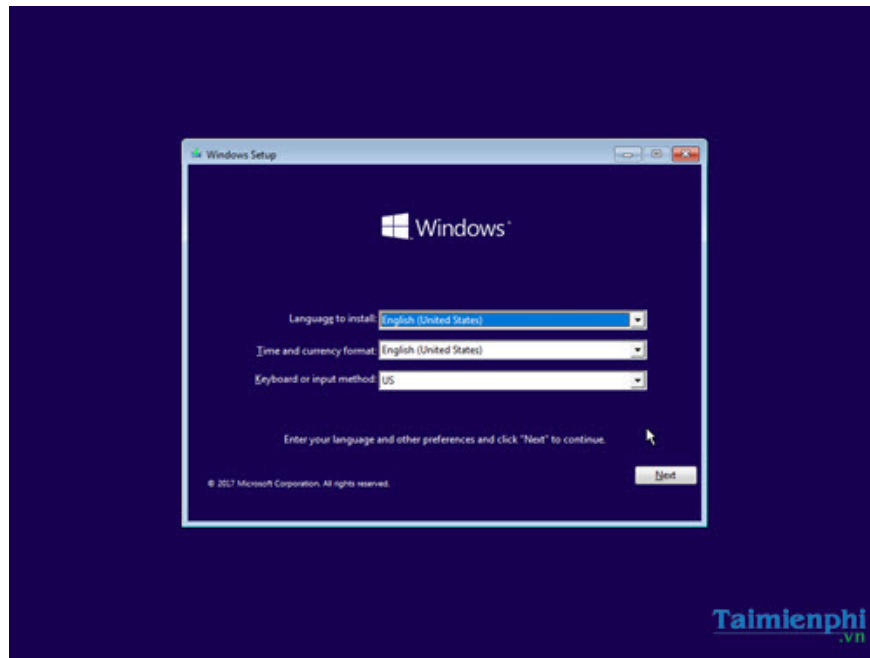 Windows Setup
Windows
Language to install: English (United States)
Time and currency format: English (United States)
Keyboard or input method: US
Enter your language and other preferences and click "Next" to continue.
© 2017 Microsoft Corporation. All rights reserved.
Next
Taimienphi
.vn